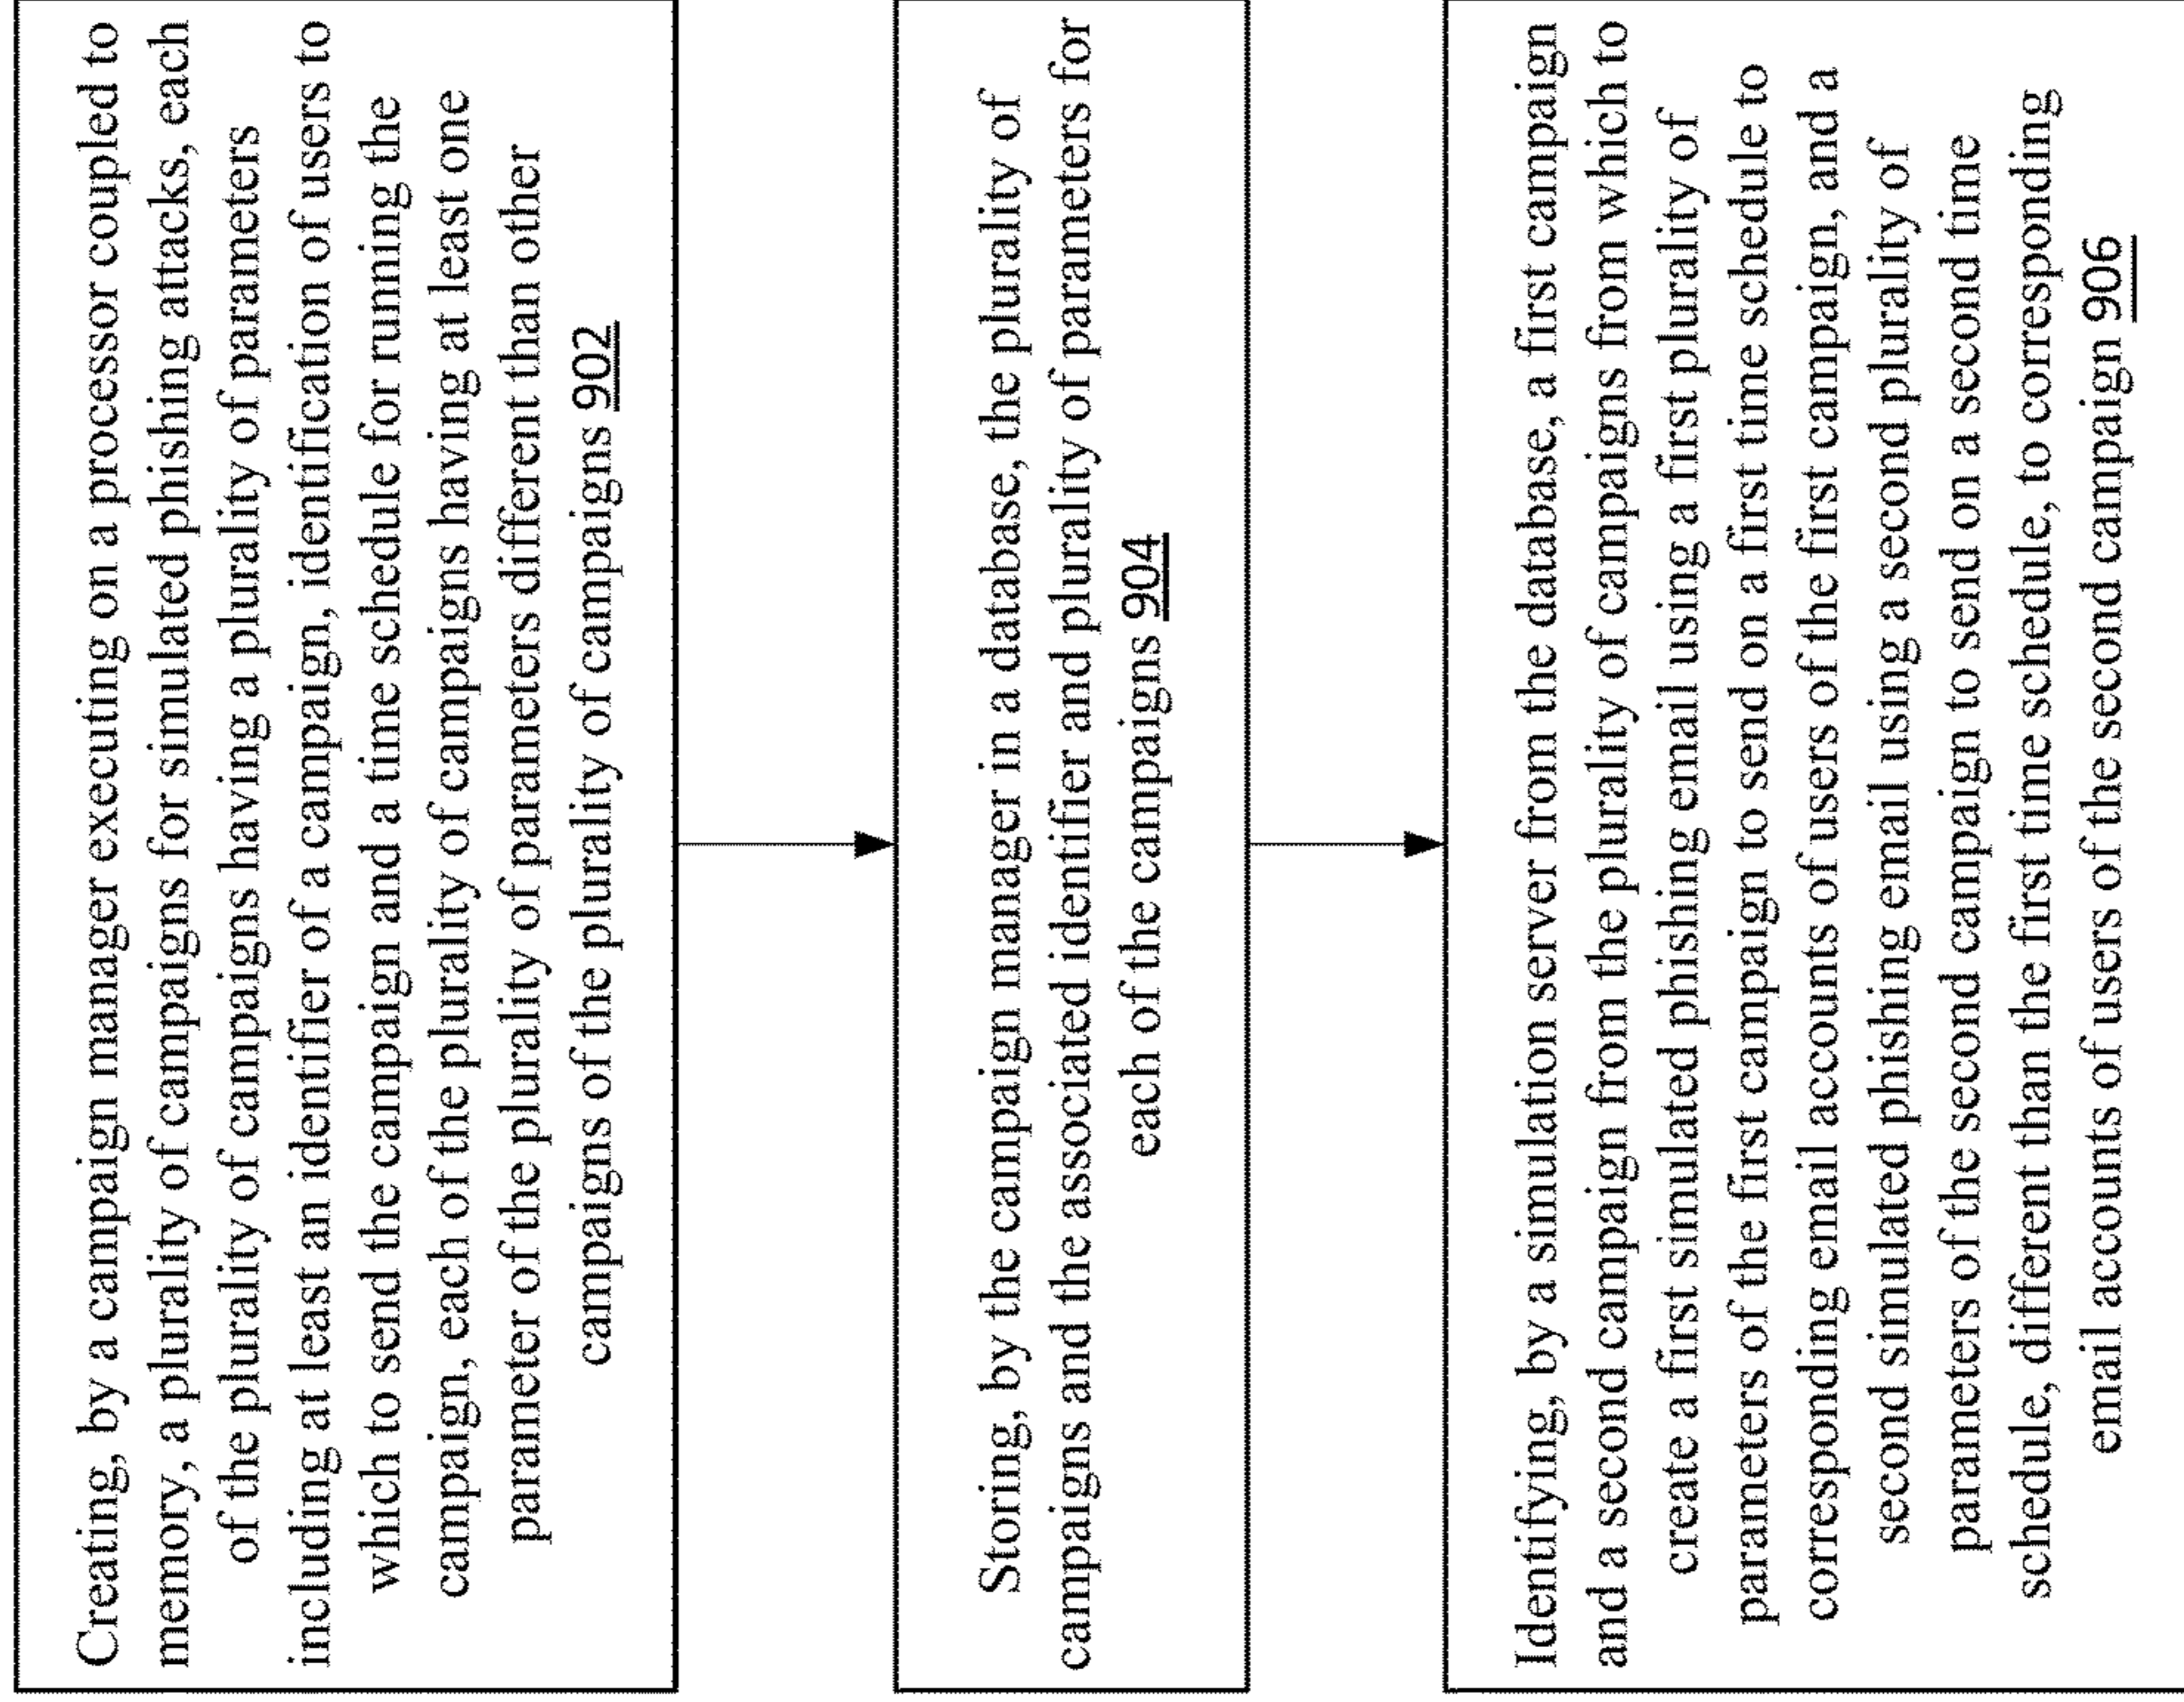 Creating, by a campaign manager executing on a processor coupled to
memory, a plurality of campaigns for simulated phishing attacks, each
of the plurality of campaigns having a plurality of parameters
including at least an identifier of a campaign, identification of users to
which to send the campaign and a time schedule for running the
campaign, each of the plurality of campaigns having at least one
parameter of the plurality of parameters different than other
campaigns of the plurality of campaigns 902
Storing, by the campaign manager in a database, the plurality of
campaigns and the associated identifier and plurality of parameters for
each of the campaigns 904
Identifying, by a simulation server from the database, a first campaign
and a second campaign from the plurality of campaigns from which to
create a first simulated phishing email using a first plurality of
parameters of the first campaign to send on a first time schedule to
corresponding email accounts of users of the first campaign, and a
second simulated phishing email using a second plurality of
parameters of the second campaign to send on a second time
schedule, different than the first time schedule, to corresponding
email accounts of users of the second campaign 906